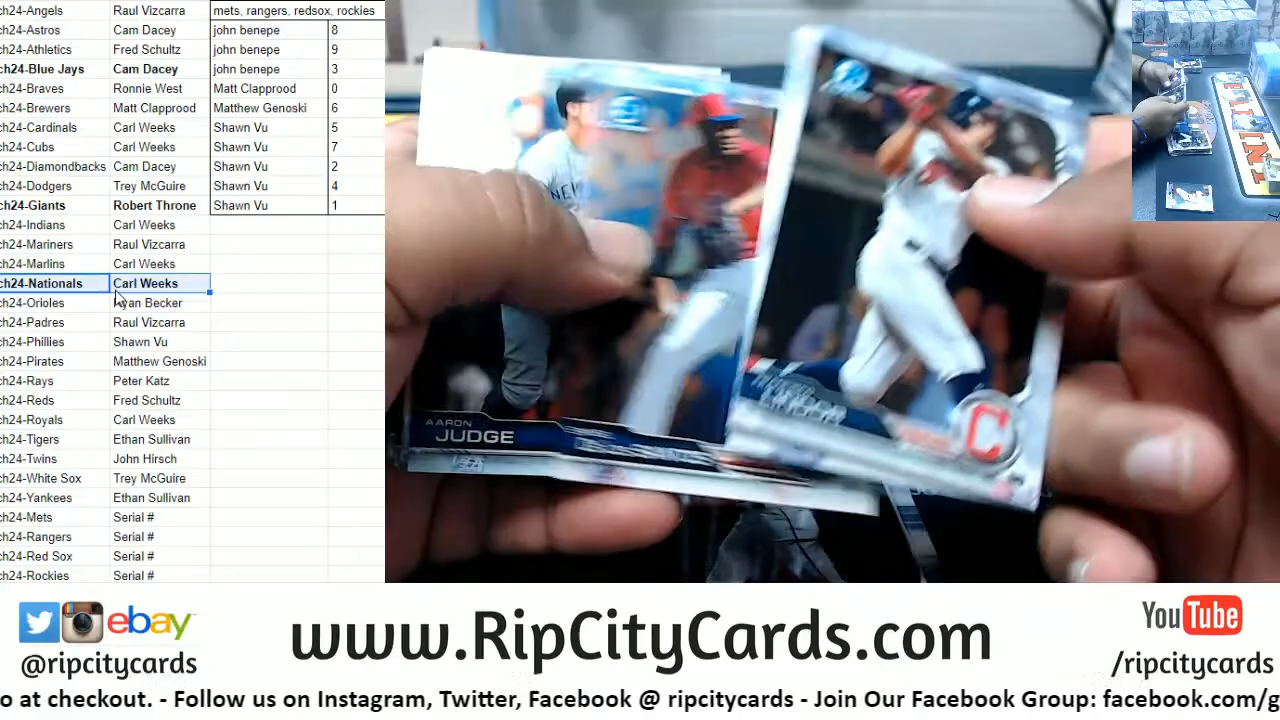 ch24-Angels Raul Vizcarra mets, rangers, redsox, rockies
ch24-Astros Cam Dacey john benepe 8
ch24-Athletics Fred Schultz john benepe 9
ch24-Blue Jays Cam Dacey john benepe 3
ch24-Braves Ronnie West Matt Clapprood 0
ch24-Brewers Matt Clapprood Matthew Genoski 6
ch24-Cardinals Carl Weeks Shawn Vu 5
ch24-Cubs Carl Weeks Shawn Vu 7
ch24-Diamondbacks Cam Dacey Shawn Vu 2
ch24-Dodgers Trey McGuire Shawn Vu 4
ch24-Giants Robert Throne Shawn Vu 1
ch24-Indians Carl Weeks
ch24-Mariners Raul Vizcarra
ch24-Marlins Carl Weeks
ch24-Nationals Carl Weeks
ch24-Orioles Ryan Becker
ch24-Padres Raul Vizcarra
ch24-Phillies Shawn Vu
ch24-Pirates Matthew Genoski
ch24-Rays Peter Katz
ch24-Reds Fred Schultz
ch24-Royals Carl Weeks
ch24-Tigers Ethan Sullivan
ch24-Twins John Hirsch
ch24-White Sox Trey McGuire
ch24-Yankees Ethan Sullivan
ch24-Mets Serial #
ch24-Rangers Serial #
ch24-Red Sox Serial #
ch24-Rockies Serial #
AARON
JUDGE
LINDOR
C
ebay
@ripcitycards
www.RipCityCards.com
YouTube
/ripcitycards
o at checkout. - Follow us on Instagram, Twitter, Facebook @ ripcitycards - Join Our Facebook Group: facebook.com/g